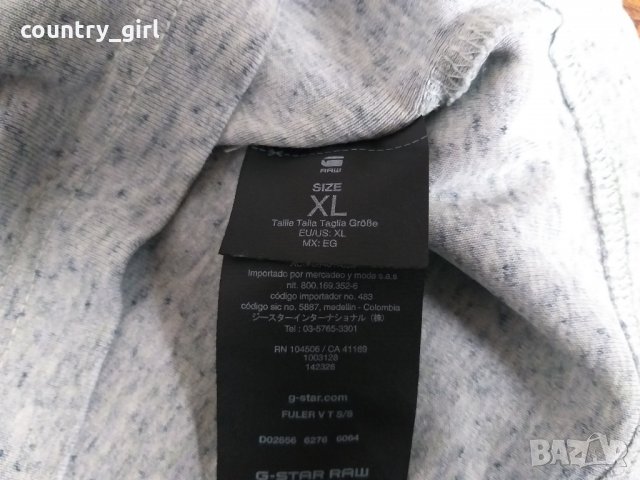 country_girl
RAW
SIZE
XL
Taille Talla Taglia Größe
EU/US: XL
MX: EG
Importado por mercadeo y moda s.a.s
nit. 800.169.352-6
código importador no. 483
código sic no. 5887, medellin - Colombia
ジースターインターナショナル (株)
Tel : 03-5765-3301
RN 104506 / CA 41189
1003128
142326
g-star.com
FULER V T S/S
D02656 6276 6064
G-STAR RAW
BAZAR